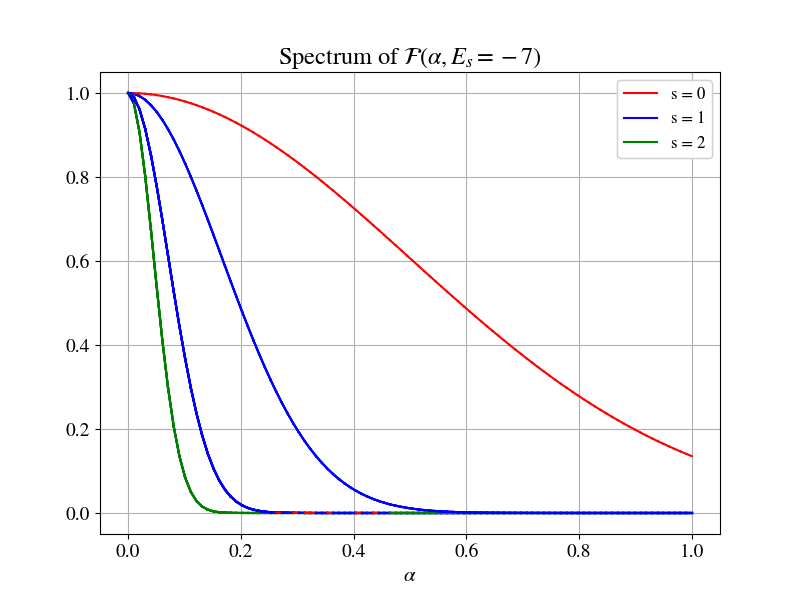 Spectrum of 𝓕(α, E_s = −7)
s = 0
s = 1
s = 2
1.0
0.8
0.6
0.4
0.2
0.0
0.0 0.2 0.4 0.6 0.8 1.0
α